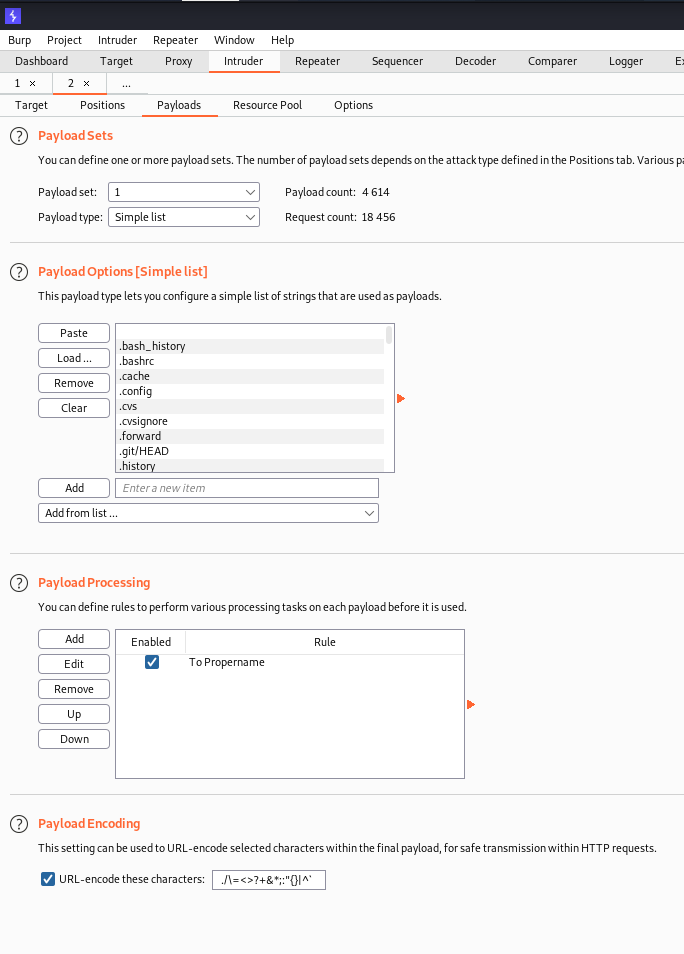 Burp Project Intruder Repeater Window Help
Dashboard Target Proxy Intruder Repeater Sequencer Decoder Comparer Logger Ex
1 × 2 × ...
Target Positions Payloads Resource Pool Options
? Payload Sets
You can define one or more payload sets. The number of payload sets depends on the attack type defined in the Positions tab. Various pa
Payload set: 1 Payload count: 4 614
Payload type: Simple list Request count: 18 456
? Payload Options [Simple list]
This payload type lets you configure a simple list of strings that are used as payloads.
Paste
Load ...
Remove
Clear
.bash_history
.bashrc
.cache
.config
.cvs
.cvsignore
.forward
.git/HEAD
.history
Add Enter a new item
Add from list ...
? Payload Processing
You can define rules to perform various processing tasks on each payload before it is used.
Add
Edit
Remove
Up
Down
Enabled Rule
To Propername
? Payload Encoding
This setting can be used to URL-encode selected characters within the final payload, for safe transmission within HTTP requests.
URL-encode these characters: ./\=<>?+&*;:"{}|^`